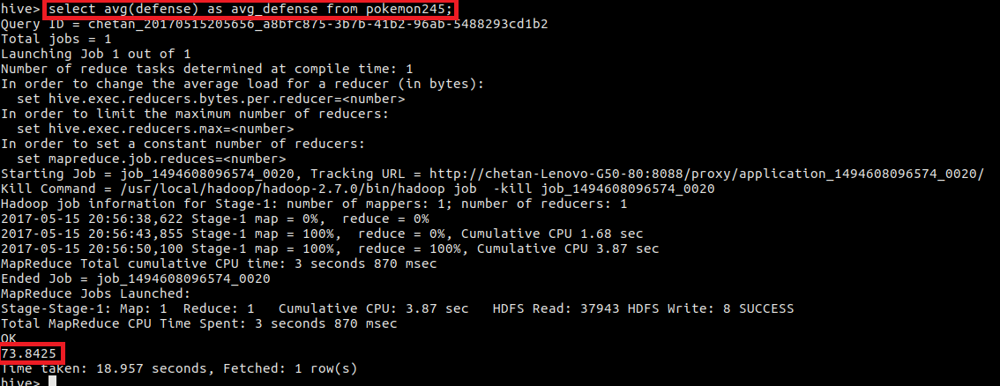 hive> select avg(defense) as avg_defense from pokemon245;
Query ID = chetan_20170515205656_a8bfc875-3b7b-41b2-96ab-5488293cd1b2
Total jobs = 1
Launching Job 1 out of 1
Number of reduce tasks determined at compile time: 1
In order to change the average load for a reducer (in bytes):
  set hive.exec.reducers.bytes.per.reducer=<number>
In order to limit the maximum number of reducers:
  set hive.exec.reducers.max=<number>
In order to set a constant number of reducers:
  set mapreduce.job.reduces=<number>
Starting Job = job_1494608096574_0020, Tracking URL = http://chetan-Lenovo-G50-80:8088/proxy/application_1494608096574_0020/
Kill Command = /usr/local/hadoop/hadoop-2.7.0/bin/hadoop job  -kill job_1494608096574_0020
Hadoop job information for Stage-1: number of mappers: 1; number of reducers: 1
2017-05-15 20:56:38,622 Stage-1 map = 0%,  reduce = 0%
2017-05-15 20:56:43,855 Stage-1 map = 100%,  reduce = 0%, Cumulative CPU 1.68 sec
2017-05-15 20:56:50,100 Stage-1 map = 100%,  reduce = 100%, Cumulative CPU 3.87 sec
MapReduce Total cumulative CPU time: 3 seconds 870 msec
Ended Job = job_1494608096574_0020
MapReduce Jobs Launched:
Stage-Stage-1: Map: 1  Reduce: 1   Cumulative CPU: 3.87 sec   HDFS Read: 37943 HDFS Write: 8 SUCCESS
Total MapReduce CPU Time Spent: 3 seconds 870 msec
OK
73.8425
Time taken: 18.957 seconds, Fetched: 1 row(s)
hive>